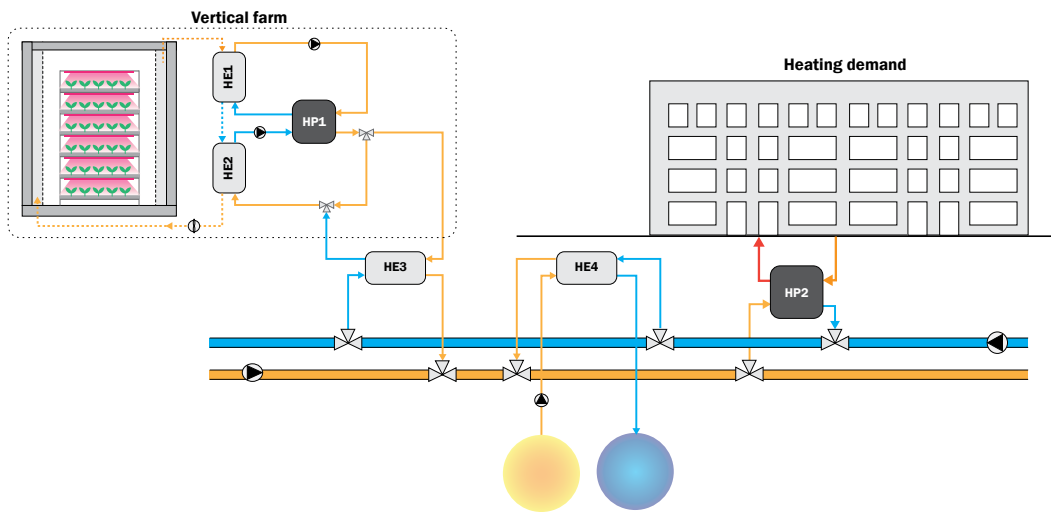 Vertical farm
Heating demand
HE1
HP1
HE2
HE3
HE4
HP2